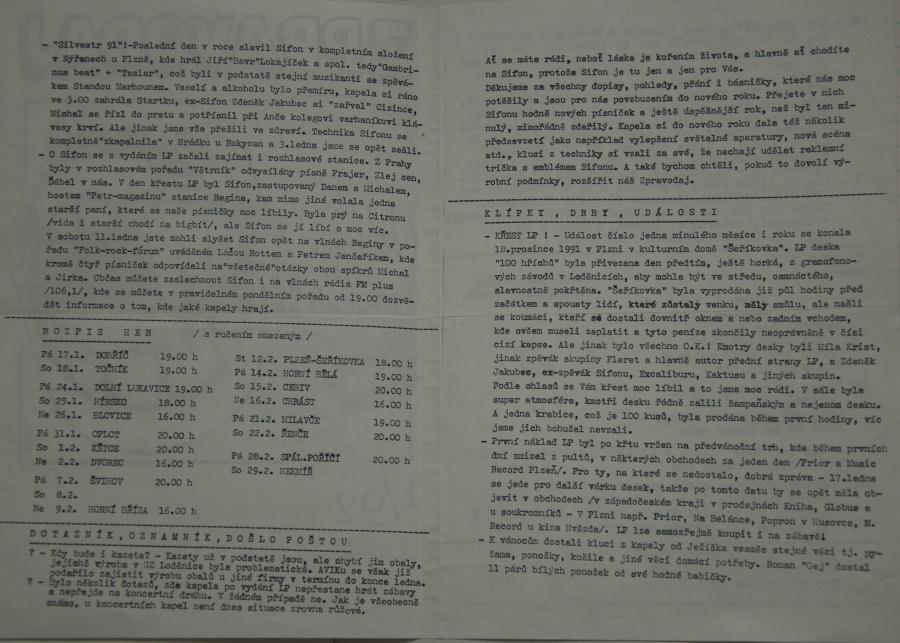 - "Silvestr 91"!-Poslední den v roce slavil Sifon v kompletním složení
v Nýřanech u Plzně, kde hrál Jiří"Bavr"Lokajíček a spol. tedy"Gambri-
nus beat" + "Teslar", což byli v podstatě stejní muzikanti se zpěvá-
kem Standou Marhounem. Veselí a alkoholu bylo přemíru, kapela si ráno
ve 3.00 zahrála Startku, ex-Sifon Zdeněk Jakubec si "zařval" Cizince,
Michal se řízl do prstu a potřísnil při Anče kolegovi varhaníkovi klá-
vesy krví. Ale jinak jsme vše přežili ve zdraví. Technika Sifonu se
kompletně"zkapalnila" v Hrádku u Rokycan a 3.ledna jsme se opět sešli.
- O Sifon se s vydáním LP začali zajímat i rozhlasové stanice. Z Prahy
byly v rozhlasovém pořadu "Větrník" odvysílány písně Frajer, Zlej sen,
Ďábel v nás. V den křestu LP byl Sifon,zastupovaný Danem a Michalem,
hostem "Petr-magazinu" stanice Regina, kam mimo jiné volala jedna
starší paní, které se naše písničky moc líbily. Byla prý na Citronu
/vida i starší chodí na bigbít/, ale Sifon se jí líbí o moc víc.
V sobotu 11.ledna jste mohli slyšet Sifon opět na vlnách Reginy v po-
řadu "Folk-rock-fórum" uváděném Láďou Rottem a Petrem Jančaříkem, kde
kromě čtyř písniček odpovídali na"všetečné"otázky obou spíkrů Michal
a Jirka. Občas můžete zaslechnout Sifon i na vlnách rádia FM plus
/106,1/, kde se můžete v pravidelném pondělním pořadu od 19.00 dozvě-
dět informace o tom, kde jaké kapely hrají.
ROZPIS HER / s ručením omezeným /
Pá 17.1. DOBŘÍČ 19.00 h
So 18.1. TOČNÍK 19.00 h
Pá 24.1. DOLNÍ LUKAVICE 19.00 h
So 25.1. NÝRSKO 18.00 h
Ne 26.1. BLOVICE 16.00 h
Pá 31.1. OPLOT 20.00 h
So 1.2. KŠICE 20.00 h
Ne 2.2. DVOREC 16.00 h
Pá 7.2. ŠVIHOV 20.00 h
So 8.2.
Ne 9.2. HORNÍ BŘÍZA 16.00 h
St 12.2. PLZEŇ-ŠEŘÍKOVKA 18.00 h
Pá 14.2. HORNÍ BĚLÁ 19.00 h
So 15.2. CEBIV 20.00 h
Ne 16.2. CHRÁST 16.00 h
Pá 21.2. MILAVČE 19.00 h
So 22.2. ŘENČE 20.00 h
Pá 28.2. SPÁL.POŘÍČÍ 20.00 h
So 29.2. NEKMÍŘ
DOTAZNÍK,OZNAMNÍK,DOŠLO POŠTOU
? - Kdy bude i kazeta? - Kazety už v podstatě jsou, ale chybí jim obaly,
jejichž výroba v GZ Loděnice byla problematická. AVIKu se však již
podařilo zajistit výrobu obalů u jiné firmy v termínu do konce ledna.
? - Bylo několik dotazů, zda kapela po vydání LP nepřestane hrát zábavy
a nepřejde na koncertní dráhu. V žádném případě ne. Jak je všeobecně
známo, u koncertních kapel není dnes situace zrovna růžová.
Ať se máte rádi, neboť láska je kořením života, a hlavně ať chodíte
na Sifon, protože Sifon je tu jen a jen pro Vás.
Děkujeme za všechny dopisy, pohledy, přání i básničky, které nás moc
potěšily a jsou pro nás povzbuzením do nového roku. Přejete v nich
Sifonu hodně nových písniček a ještě úspěšnější rok, než byl ten mi-
nulý, mimořádně zdařilý. Kapela si do nového roku dala též několik
předsevzetí jako například vylepšení světelné aparatury, nová scéna
atd., kluci z techniky si vzali za své, že nechají udělat reklamní
trička s emblémem Sifonu. A také bychom chtěli, pokud to dovolí vý-
robní podmínky, rozšířit náš Zpravodaj.
KLÍPKY, DRBY, UDÁLOSTI
- KŘEST LP ! - Událost číslo jedna minulého měsíce i roku se konala
18.prosince 1991 v Plzni v kulturním domě "Šeříkovka". LP deska
"100 hříchů" byla přivezena den předtím, ještě horká, z gramofono-
vých závodů v Loděnicích, aby mohla být ve středu, osmnáctého,
slavnostně pokřtěna. "Šeříkovka" byla vyprodána již půl hodiny před
začátkem a spousty lidí, které zůstaly venku, měly smůlu, ale našli
se koumáci, kteří se dostali dovnitř oknem a nebo zadním vchodem,
kde ovšem museli zaplatit a tyto peníze skončily neoprávněně v čísi
cizí kapse. Ale jinak bylo všechno O.K.! Kmotry desky byli Míla Krist,
jinak zpěvák skupiny Fleret a hlavní autor přední strany LP, a Zdeněk
Jakubec, ex-zpěvák Sifonu, Excaliburu, Kaktusu a jiných skupin.
Podle ohlasů se Vám křest moc líbil a to jsme moc rádi. V sále byla
super atmosféra, kmotři desku řádně zalili šampaňským a nejenom desku.
A jedna krabice, což je 100 kusů, byla prodána během první hodiny, víc
jsme jich bohužel nevzali.
- První náklad LP byl po křtu vržen na předvánoční trh, kde během prvních
dní zmizel z pultů, v některých obchodech za jeden den /Prior a Music
Record Plzeň/. Pro ty, na které se nedostalo, dobrá zpráva - 17.ledna
se jede pro další várku desek, takže po tomto datu by se opět měla ob-
jevit v obchodech /v západočeském kraji v prodejnách Kniha, Globus a
u soukromníků - V Plzni např. Prior, Na Belánce, Popron v Husovce, M.
Record u kina Hvězda/. LP lze samozřejmě koupit i na zábavě!
- K vánocům dostali kluci z kapely od Ježíška vesměs stejné věci tj. py-
žama, ponožky, košile a jiné věci domácí potřeby. Roman "Oej" dostal
11 párů bílých ponožek od své hodné babičky.